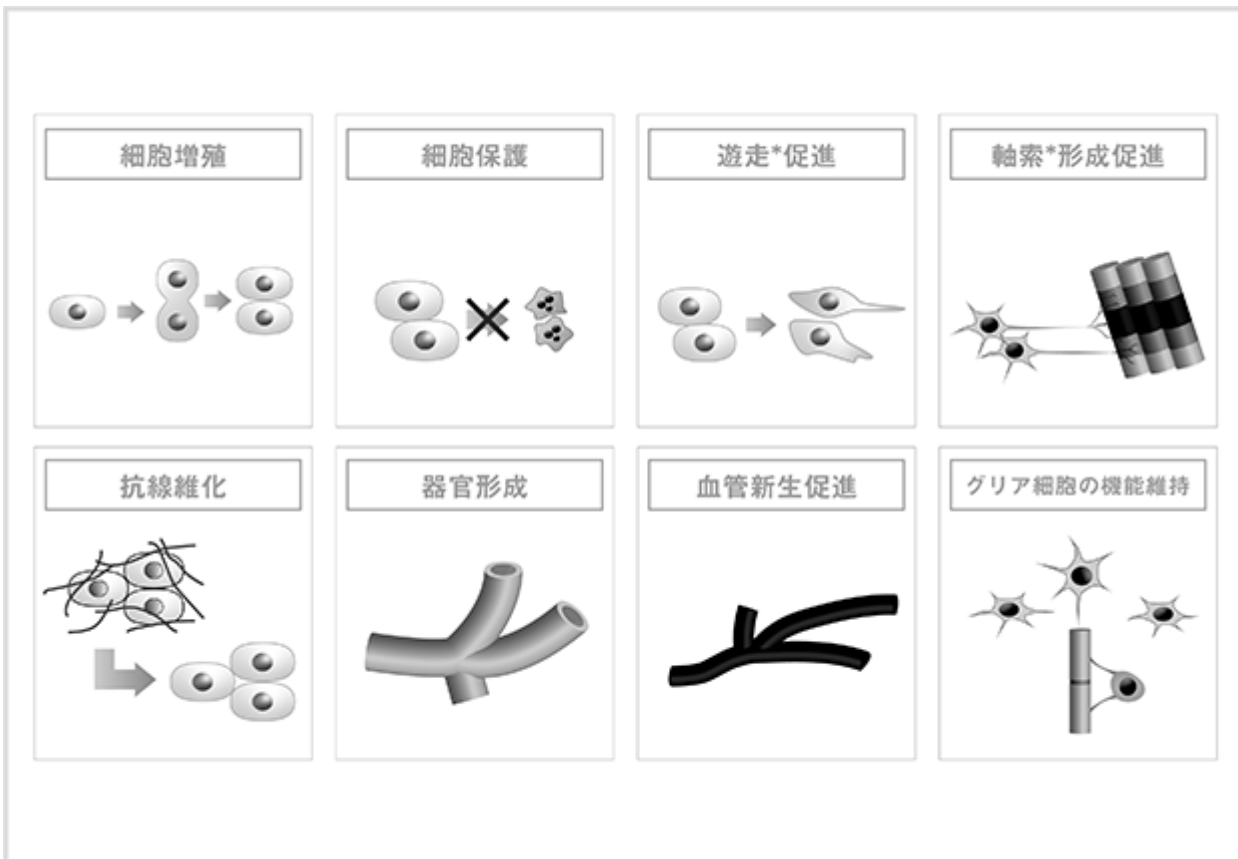 細胞増殖
細胞保護
遊走*促進
軸索*形成促進
抗線維化
器官形成
血管新生促進
グリア細胞の機能維持